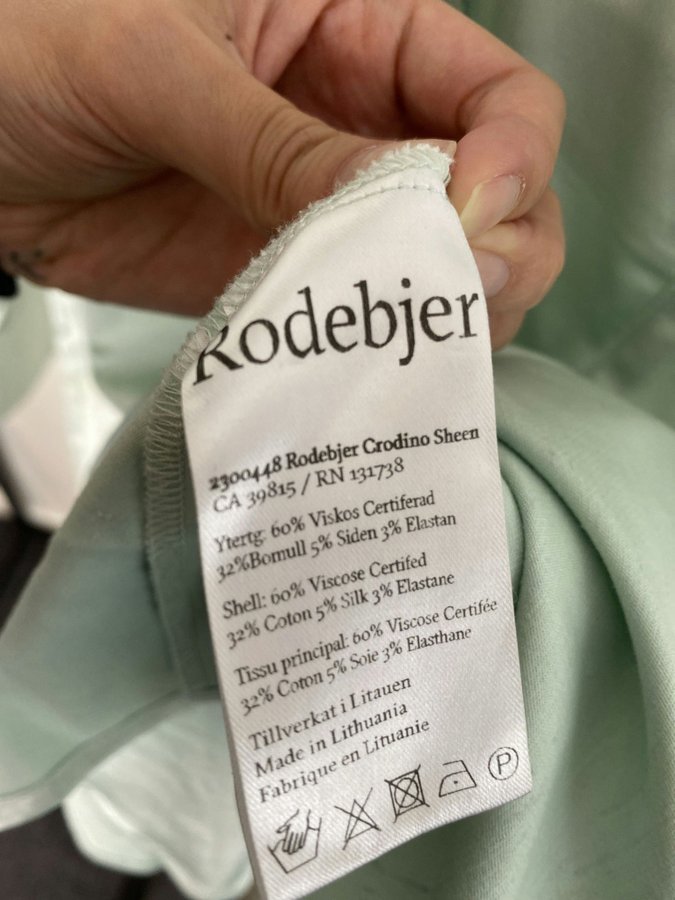 Rodebjer
2300448 Rodebjer Crodino Sheen
CA 39815 / RN 131738
Ytertg: 60% Viskos Certiferad
32%Bomull 5% Siden 3% Elastan
Shell: 60% Viscose Certifed
32% Coton 5% Silk 3% Elastane
Tissu principal: 60% Viscose Certifée
32% Coton 5% Soie 3% Elasthane
Tillverkat i Litauen
Made in Lithuania
Fabrique en Lituanie
P